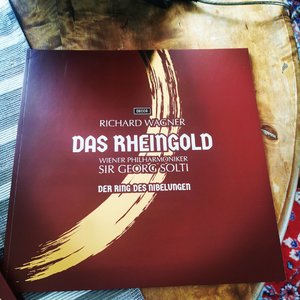 DECCA
RICHARD WAGNER
DAS RHEINGOLD
WIENER PHILHARMONIKER
SIR GEORG SOLTI
DER RING DES NIBELUNGEN